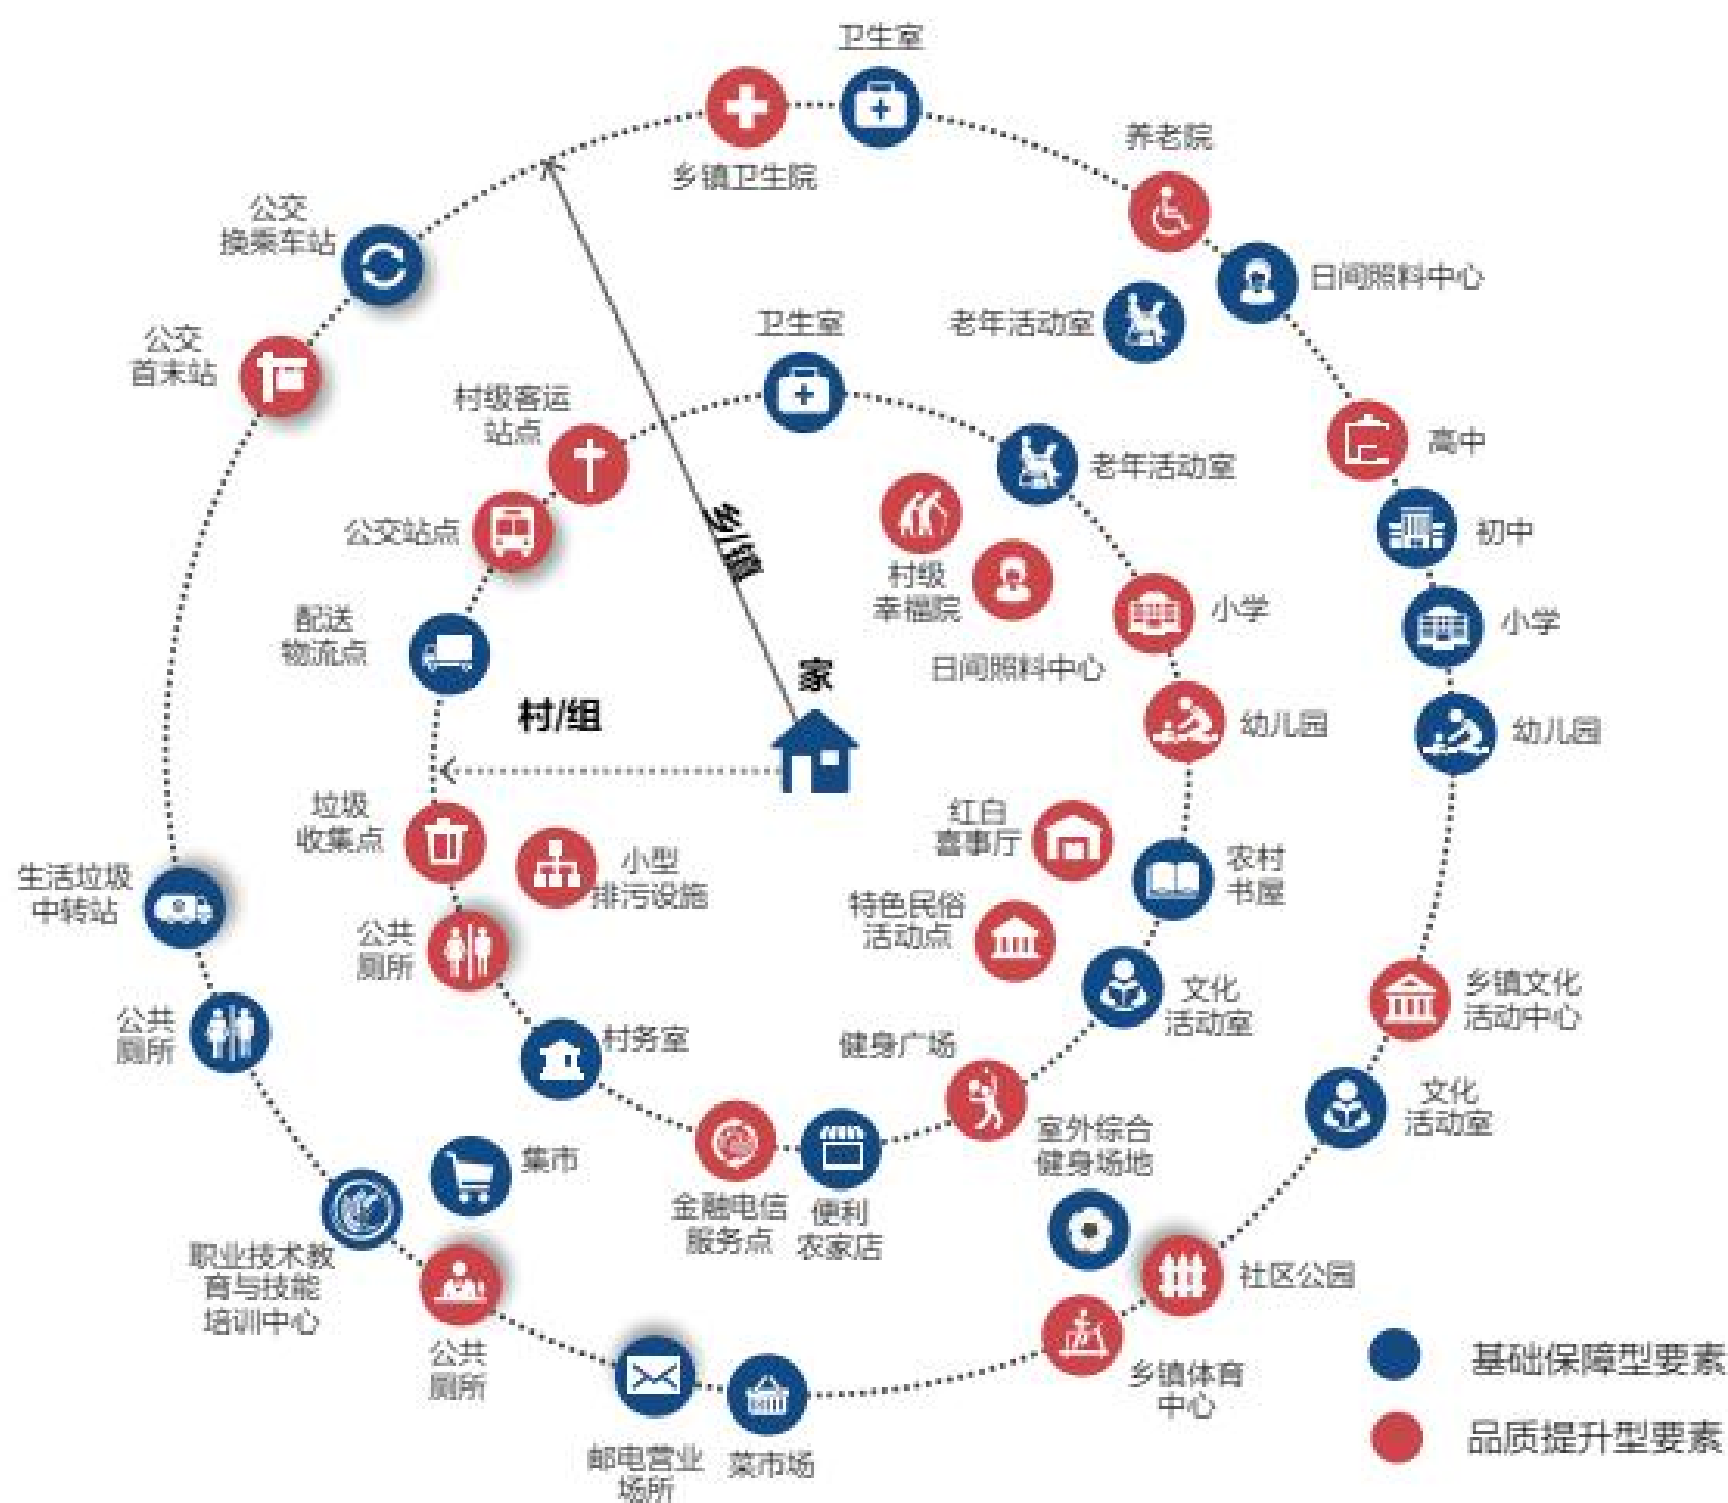 卫生室
乡镇卫生院
养老院
公交
换乘车站
日间照料中心
老年活动室
卫生室
公交
首末站
村级客运
站点
高中
老年活动室
公交站点
乡/镇
初中
村级
幸福院
小学
小学
配送
物流点
日间照料中心
家
村/组
幼儿园
幼儿园
垃圾
收集点
红白
喜事厅
小型
排污设施
农村
书屋
生活垃圾
中转站
特色民俗
活动点
公共
厕所
乡镇文化
活动中心
文化
活动室
公共
厕所
村务室
健身广场
文化
活动室
室外综合
健身场地
集市
金融电信
服务点
便利
农家店
职业技术教
育与技能
培训中心
社区公园
公共
厕所
乡镇体育
中心
邮电营业
场所
菜市场
基础保障型要素
品质提升型要素